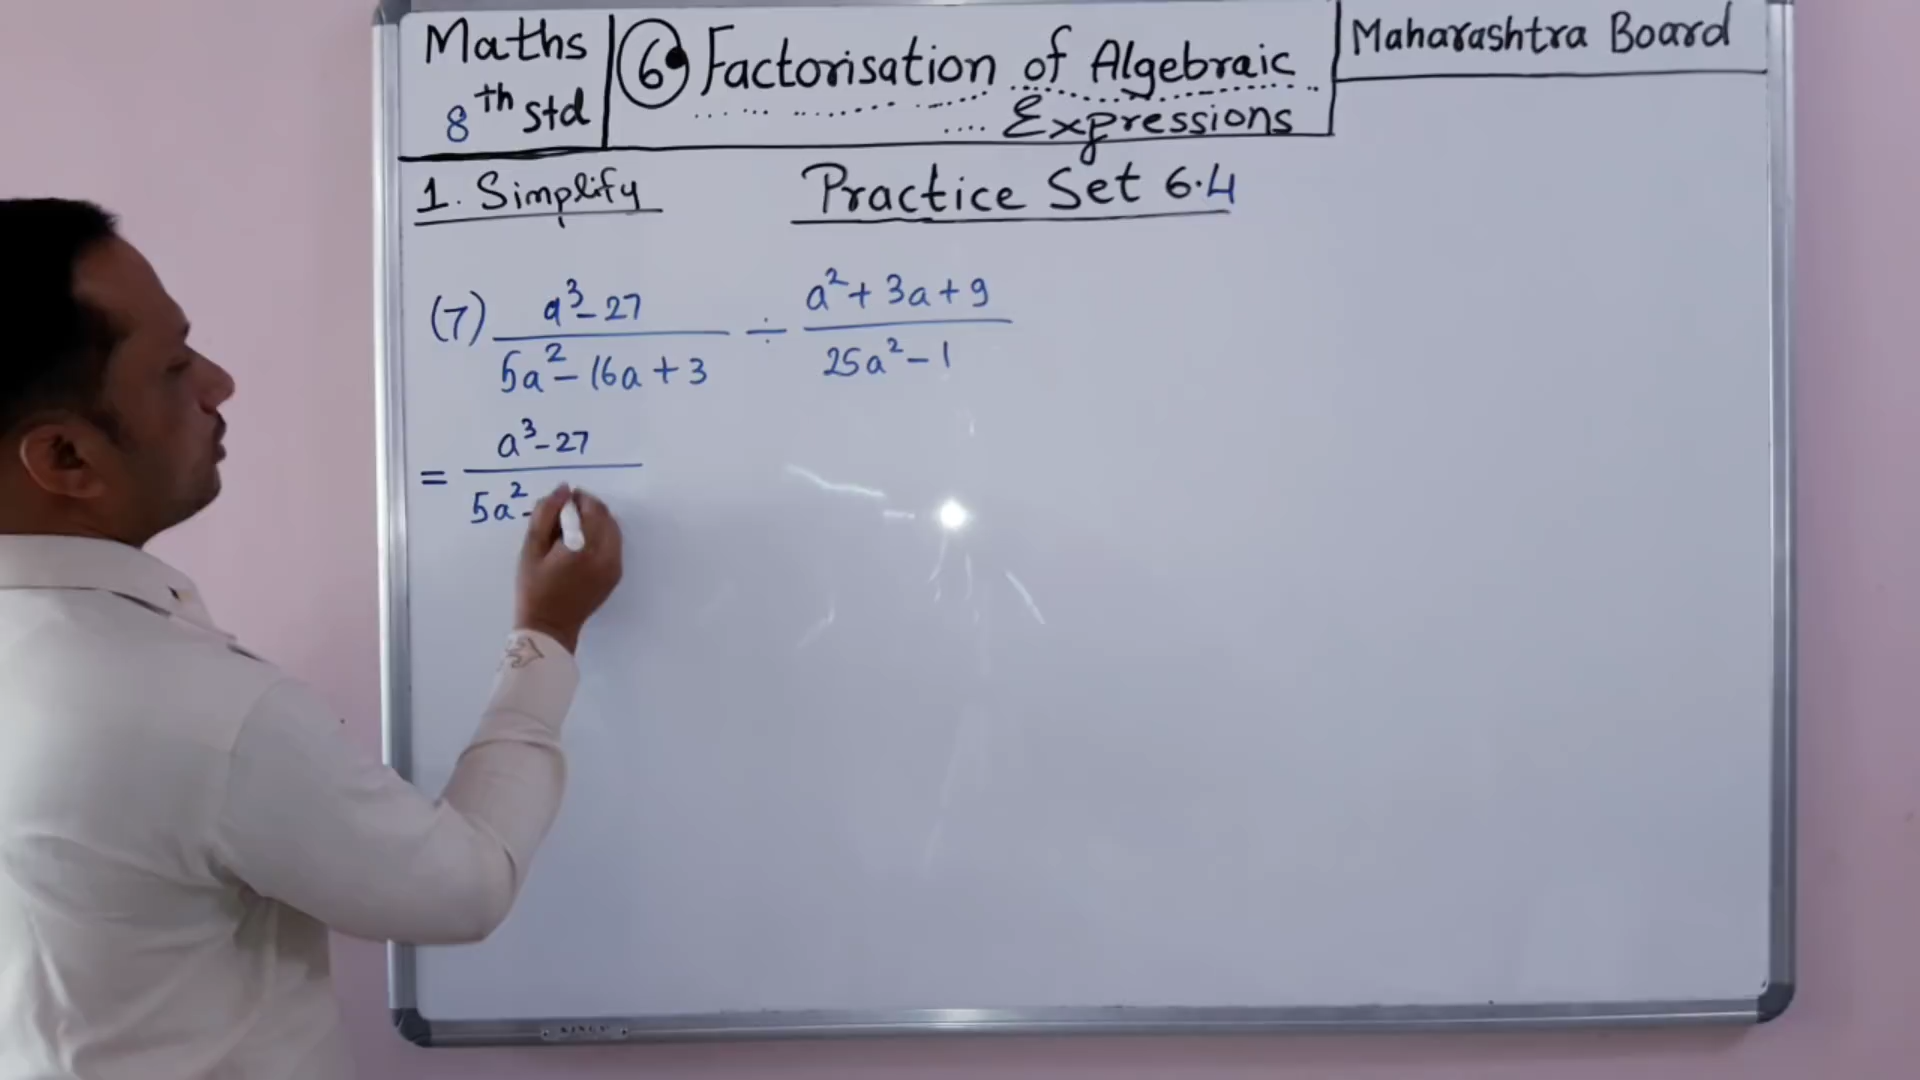 Maths
8th std
6 Factorisation of Algebraic
Expressions
Maharashtra Board
1. Simplify
Practice Set 6.4
(7) a³-27 / 5a²-16a+3 ÷ a²+3a+9 / 25a²-1
= a³-27 / 5a²-